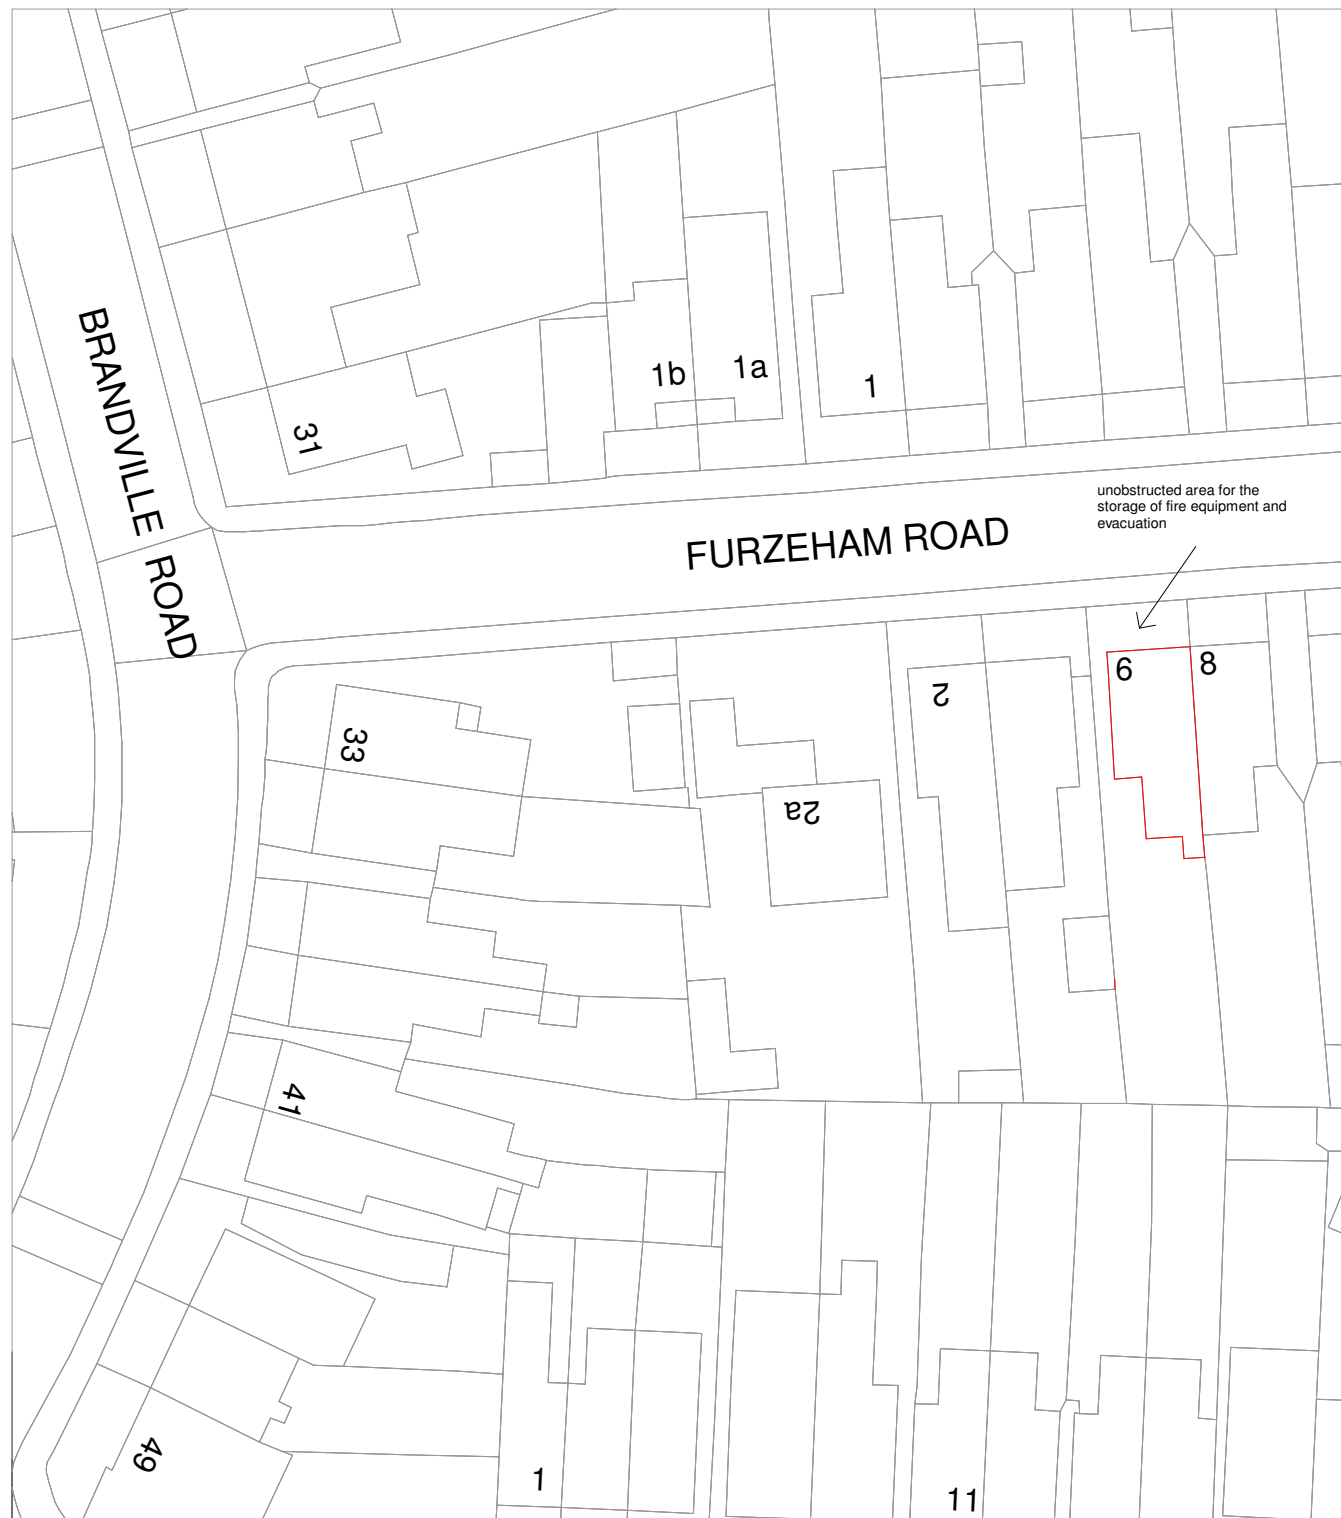 1b
1a
1
31
BRANDVILLE ROAD
unobstructed area for the
storage of fire equipment and
evacuation
FURZEHAM ROAD
6
8
2
33
2a
41
49
1
11